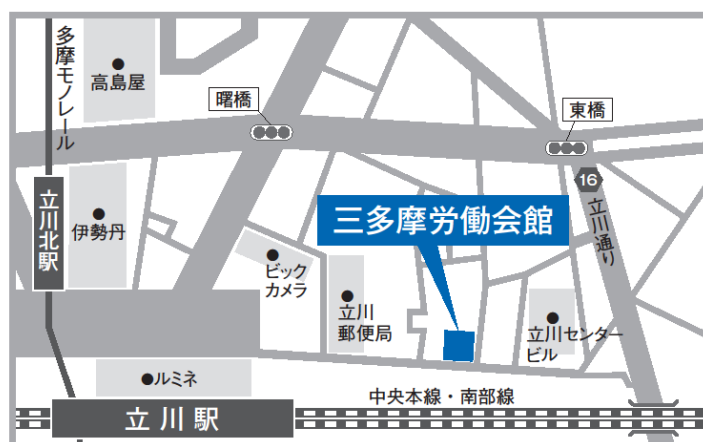 多摩モノレール
高島屋
曙橋
東橋
16
立川通り
立川北駅
伊勢丹
三多摩労働会館
ビック
カメラ
立川
郵便局
立川センター
ビル
ルミネ
中央本線・南部線
立川駅